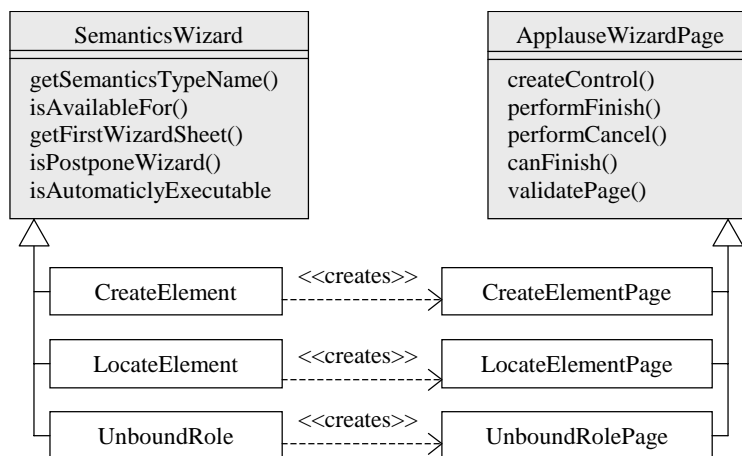 SemanticsWizard
getSemanticsTypeName()
isAvailableFor()
getFirstWizardSheet()
isPostponeWizard()
isAutomaticlyExecutable
ApplauseWizardPage
createControl()
performFinish()
performCancel()
canFinish()
validatePage()
CreateElement
<<creates>>
CreateElementPage
LocateElement
<<creates>>
LocateElementPage
UnboundRole
<<creates>>
UnboundRolePage